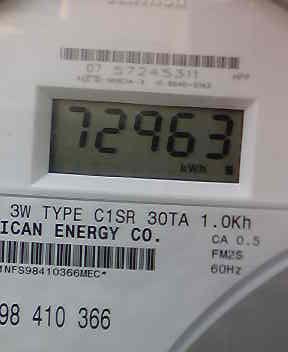 07 57245311
72963
kWh
3W TYPE C1SR 30TA 1.0Kh
ICAN ENERGY CO.
CA 0.5
FM2S
60Hz
1NFS98410366MEC*
98 410 366